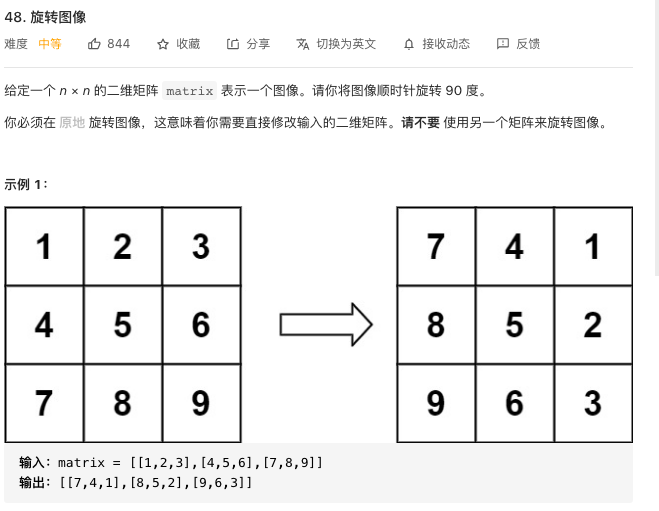 48. 旋转图像
难度 中等 844 收藏 分享 切换为英文 接收动态 反馈
给定一个 n × n 的二维矩阵 matrix 表示一个图像。请你将图像顺时针旋转 90 度。
你必须在 原地 旋转图像，这意味着你需要直接修改输入的二维矩阵。请不要 使用另一个矩阵来旋转图像。
示例 1：
1 2 3 7 4 1
4 5 6 8 5 2
7 8 9 9 6 3
输入：matrix = [[1,2,3],[4,5,6],[7,8,9]]
输出：[[7,4,1],[8,5,2],[9,6,3]]